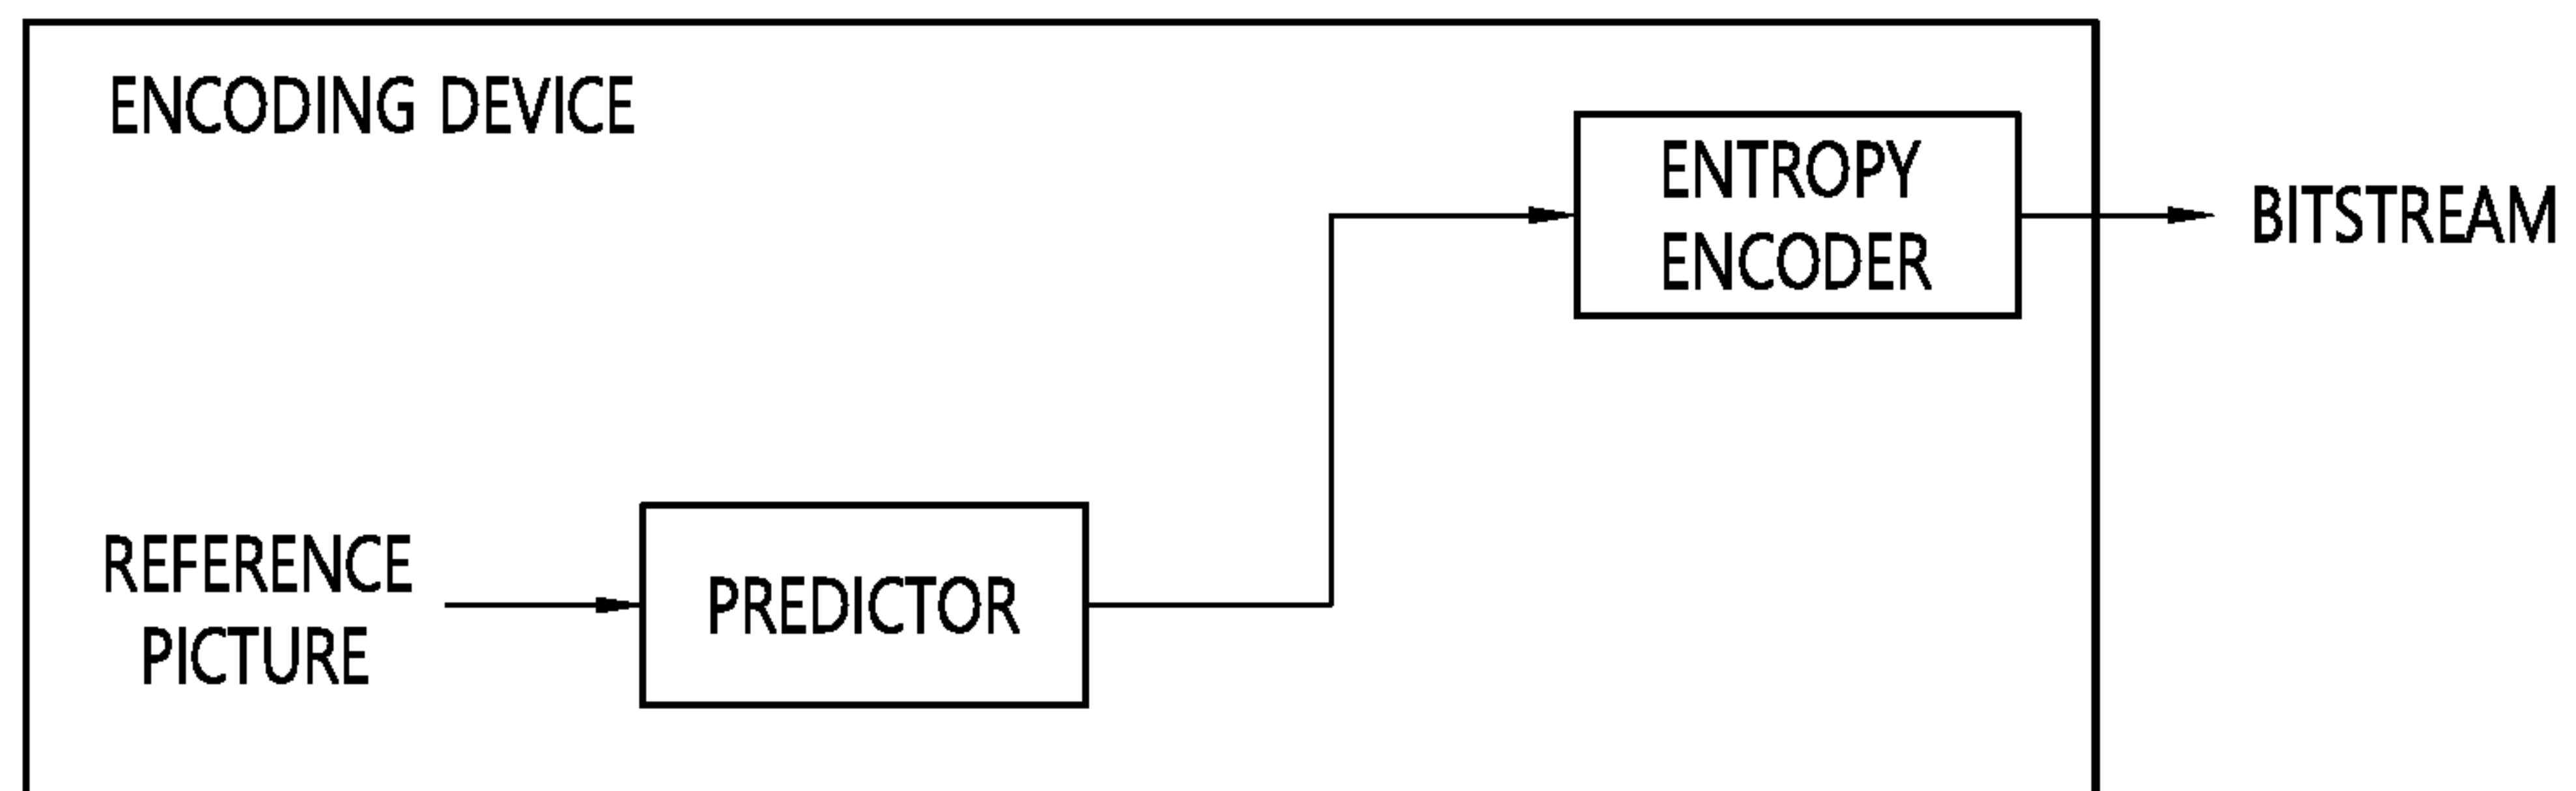 ENCODING DEVICE
ENTROPY
ENCODER
BITSTREAM
REFERENCE
PICTURE
PREDICTOR